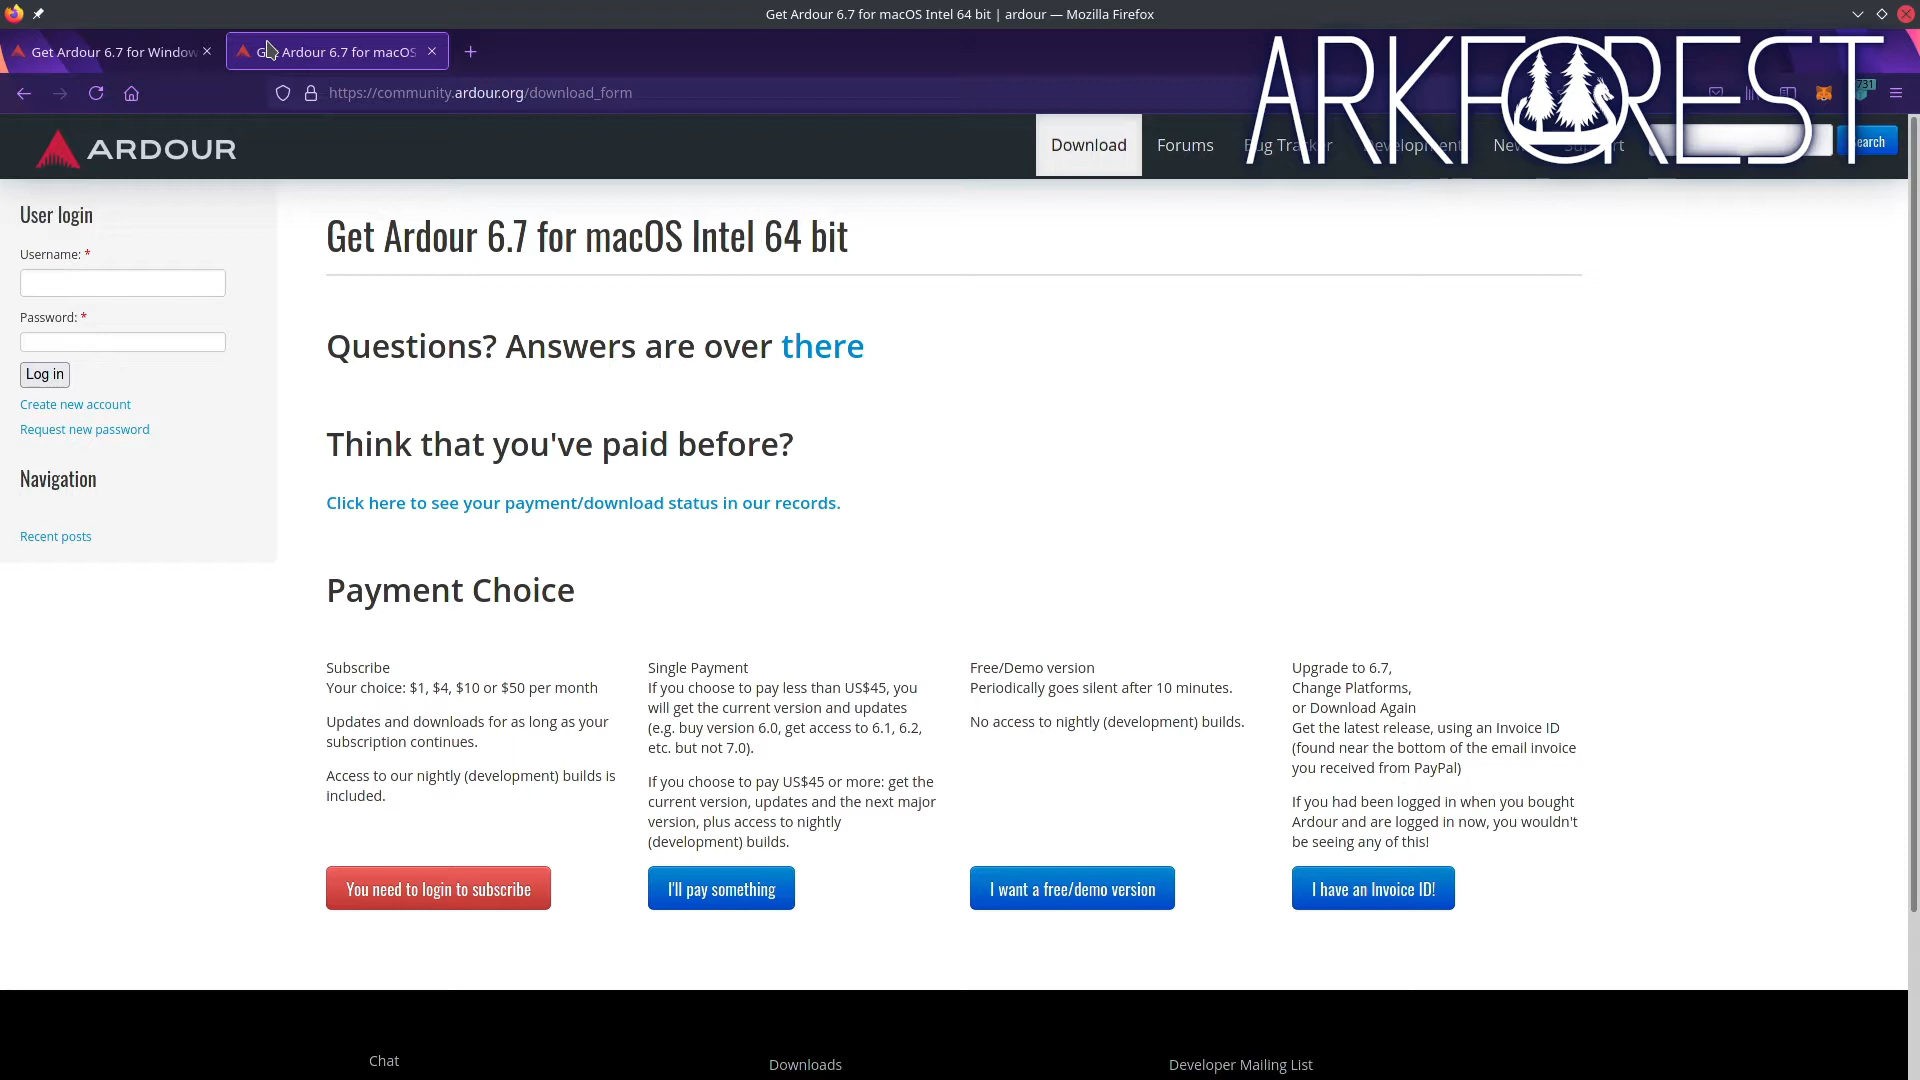 Get Ardour 6.7 for macOS Intel 64 bit | ardour — Mozilla Firefox
Get Ardour 6.7 for Window
Ardour 6.7 for macOS
https://community.ardour.org/download_form
731
ARKFOREST
ARDOUR
Download
Forums
Bug Tracker
Development
User login
Username: *
Password: *
Log in
Create new account
Request new password
Navigation
Recent posts
Get Ardour 6.7 for macOS Intel 64 bit
Questions? Answers are over there
Think that you've paid before?
Click here to see your payment/download status in our records.
Payment Choice
Subscribe
Your choice: $1, $4, $10 or $50 per month
Updates and downloads for as long as your
subscription continues.
Access to our nightly (development) builds is
included.
You need to login to subscribe
Single Payment
If you choose to pay less than US$45, you
will get the current version and updates
(e.g. buy version 6.0, get access to 6.1, 6.2,
etc. but not 7.0).
If you choose to pay US$45 or more: get the
current version, updates and the next major
version, plus access to nightly
(development) builds.
I'll pay something
Free/Demo version
Periodically goes silent after 10 minutes.
No access to nightly (development) builds.
I want a free/demo version
Upgrade to 6.7,
Change Platforms,
or Download Again
Get the latest release, using an Invoice ID
(found near the bottom of the email invoice
you received from PayPal)
If you had been logged in when you bought
Ardour and are logged in now, you wouldn't
be seeing any of this!
I have an Invoice ID!
Chat
Downloads
Developer Mailing List